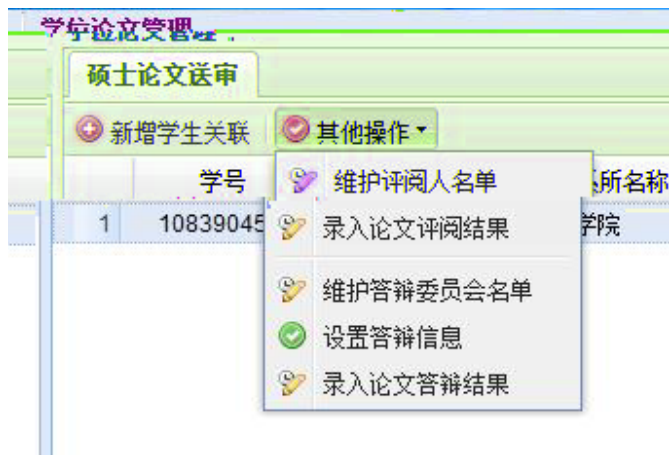 学位论文管理
硕士论文送审
新增学生关联 其他操作
学号 所名称
维护评阅人名单
1 10839045 学院
录入论文评阅结果
维护答辩委员会名单
设置答辩信息
录入论文答辩结果